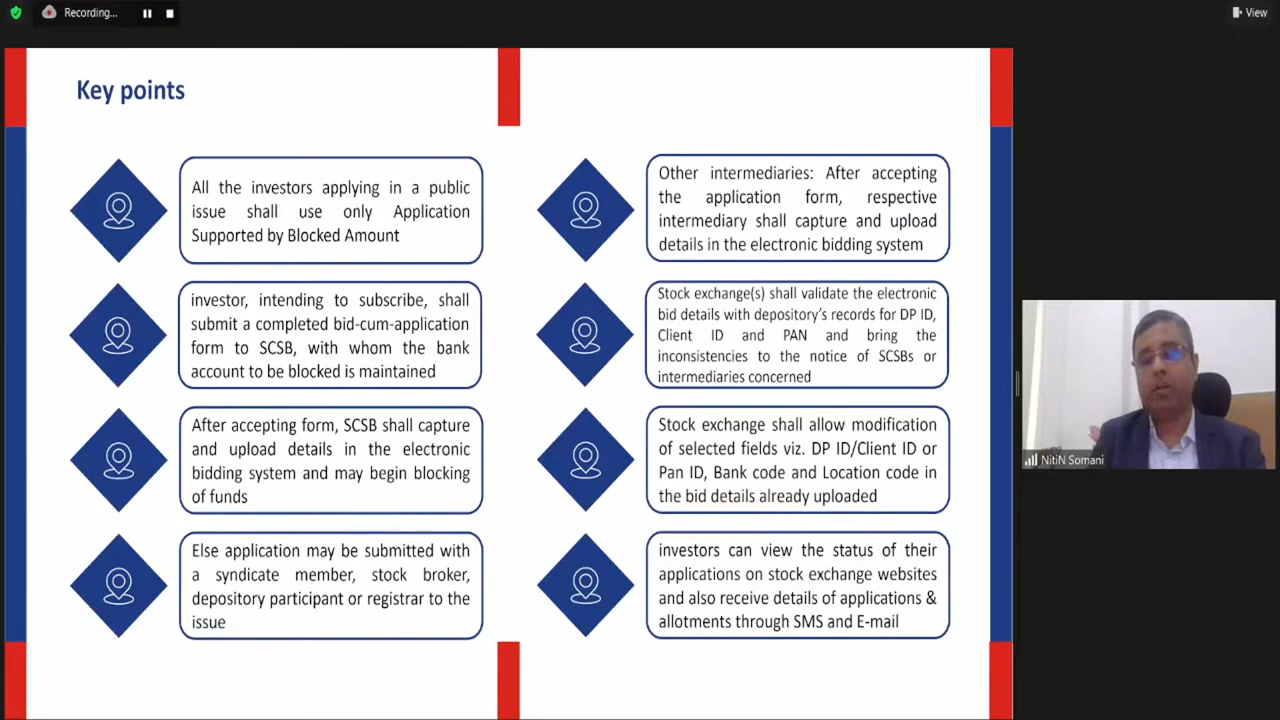 Recording...
View
Key points
All the investors applying in a public
issue shall use only Application
Supported by Blocked Amount
investor, intending to subscribe, shall
submit a completed bid-cum-application
form to SCSB, with whom the bank
account to be blocked is maintained
After accepting form, SCSB shall capture
and upload details in the electronic
bidding system and may begin blocking
of funds
Else application may be submitted with
a syndicate member, stock broker,
depository participant or registrar to the
issue
Other intermediaries: After accepting
the application form, respective
intermediary shall capture and upload
details in the electronic bidding system
Stock exchange(s) shall validate the electronic
bid details with depository's records for DP ID,
Client ID and PAN and bring the
inconsistencies to the notice of SCSBs or
intermediaries concerned
Stock exchange shall allow modification
of selected fields viz. DP ID/Client ID or
Pan ID, Bank code and Location code in
the bid details already uploaded
investors can view the status of their
applications on stock exchange websites
and also receive details of applications &
allotments through SMS and E-mail
NitiN Somani